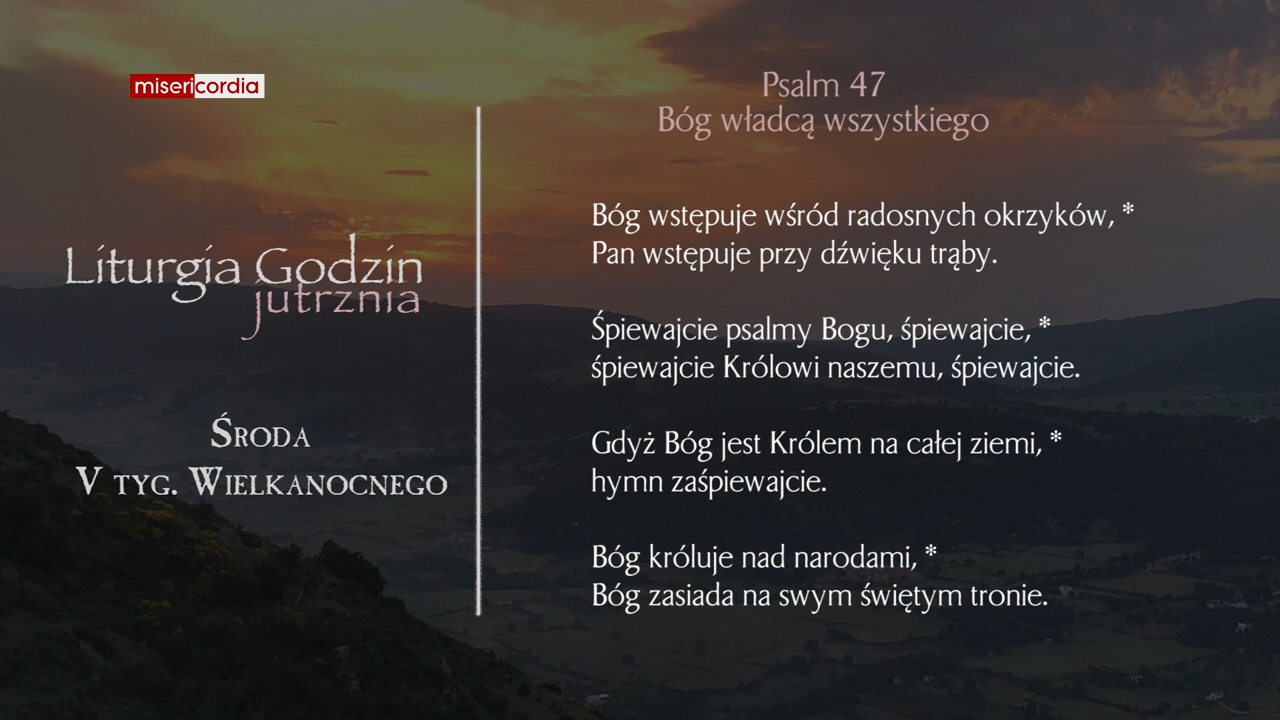 misericordia
Liturgia Godzin
jutrznia
Środa
V tyg. Wielkanocnego
Psalm 47
Bóg władcą wszystkiego
Bóg wstępuje wśród radosnych okrzyków, *
Pan wstępuje przy dźwięku trąby.
Śpiewajcie psalmy Bogu, śpiewajcie, *
śpiewajcie Królowi naszemu, śpiewajcie.
Gdyż Bóg jest Królem na całej ziemi, *
hymn zaśpiewajcie.
Bóg króluje nad narodami, *
Bóg zasiada na swym świętym tronie.